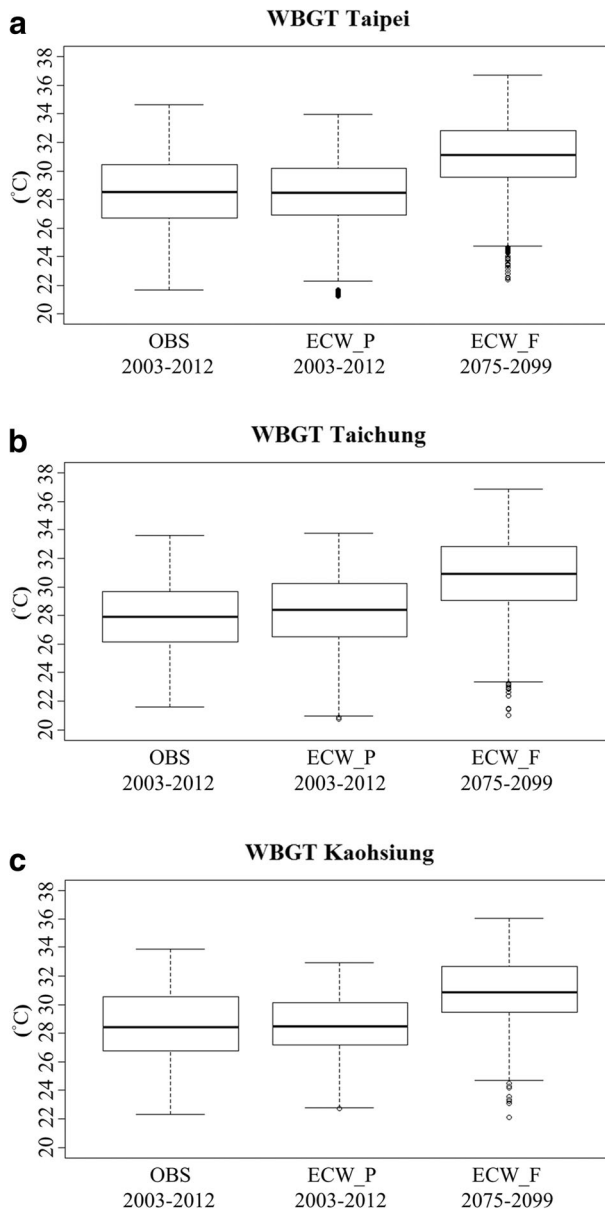 a
WBGT Taipei
38
36
34
32
30
28
26
24
22
20
(°C)
OBS
2003-2012
ECW_P
2003-2012
ECW_F
2075-2099
b
WBGT Taichung
38
36
34
32
30
28
26
24
22
20
(°C)
OBS
2003-2012
ECW_P
2003-2012
ECW_F
2075-2099
c
WBGT Kaohsiung
38
36
34
32
30
28
26
24
22
20
(°C)
OBS
2003-2012
ECW_P
2003-2012
ECW_F
2075-2099